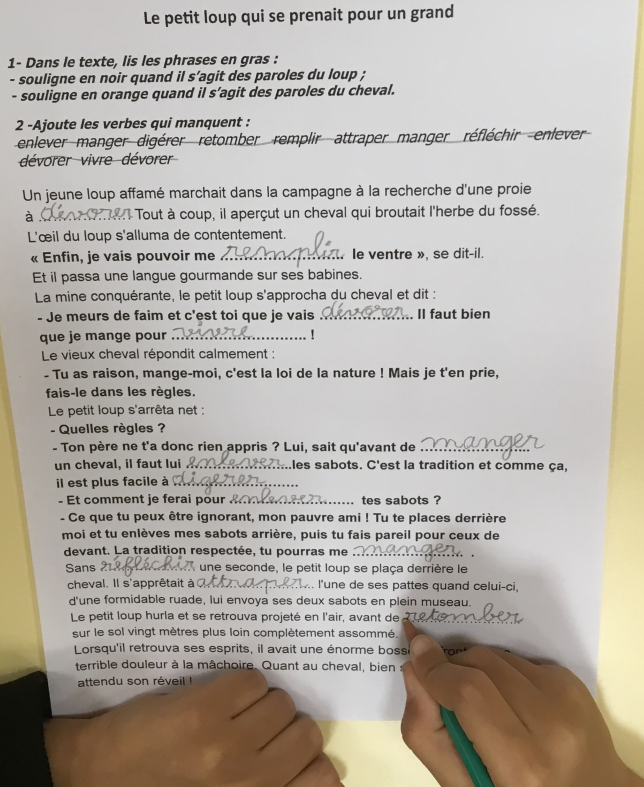 Le petit loup qui se prenait pour un grand
1- Dans le texte, lis les phrases en gras :
- souligne en noir quand il s'agit des paroles du loup ;
- souligne en orange quand il s'agit des paroles du cheval.
2 -Ajoute les verbes qui manquent :
enlever manger digérer retomber remplir attraper manger réfléchir enlever
dévorer vivre dévorer
Un jeune loup affamé marchait dans la campagne à la recherche d'une proie
à dévorer Tout à coup, il aperçut un cheval qui broutait l'herbe du fossé.
L'œil du loup s'alluma de contentement.
« Enfin, je vais pouvoir me remplir le ventre », se dit-il.
Et il passa une langue gourmande sur ses babines.
La mine conquérante, le petit loup s'approcha du cheval et dit :
- Je meurs de faim et c'est toi que je vais dévorer. Il faut bien
que je mange pour vivre !
Le vieux cheval répondit calmement :
- Tu as raison, mange-moi, c'est la loi de la nature ! Mais je t'en prie,
fais-le dans les règles.
Le petit loup s'arrêta net :
- Quelles règles ?
- Ton père ne t'a donc rien appris ? Lui, sait qu'avant de manger
un cheval, il faut lui enlever les sabots. C'est la tradition et comme ça,
il est plus facile à digerer
- Et comment je ferai pour enlever tes sabots ?
- Ce que tu peux être ignorant, mon pauvre ami ! Tu te places derrière
moi et tu enlèves mes sabots arrière, puis tu fais pareil pour ceux de
devant. La tradition respectée, tu pourras me manger .
Sans réfléchir une seconde, le petit loup se plaça derrière le
cheval. Il s'apprêtait à attraper l'une de ses pattes quand celui-ci,
d'une formidable ruade, lui envoya ses deux sabots en plein museau.
Le petit loup hurla et se retrouva projeté en l'air, avant de retomber
sur le sol vingt mètres plus loin complètement assommé.
Lorsqu'il retrouva ses esprits, il avait une énorme
terrible douleur à la mâchoire. Quant au cheval, bien
attendu son réveil !